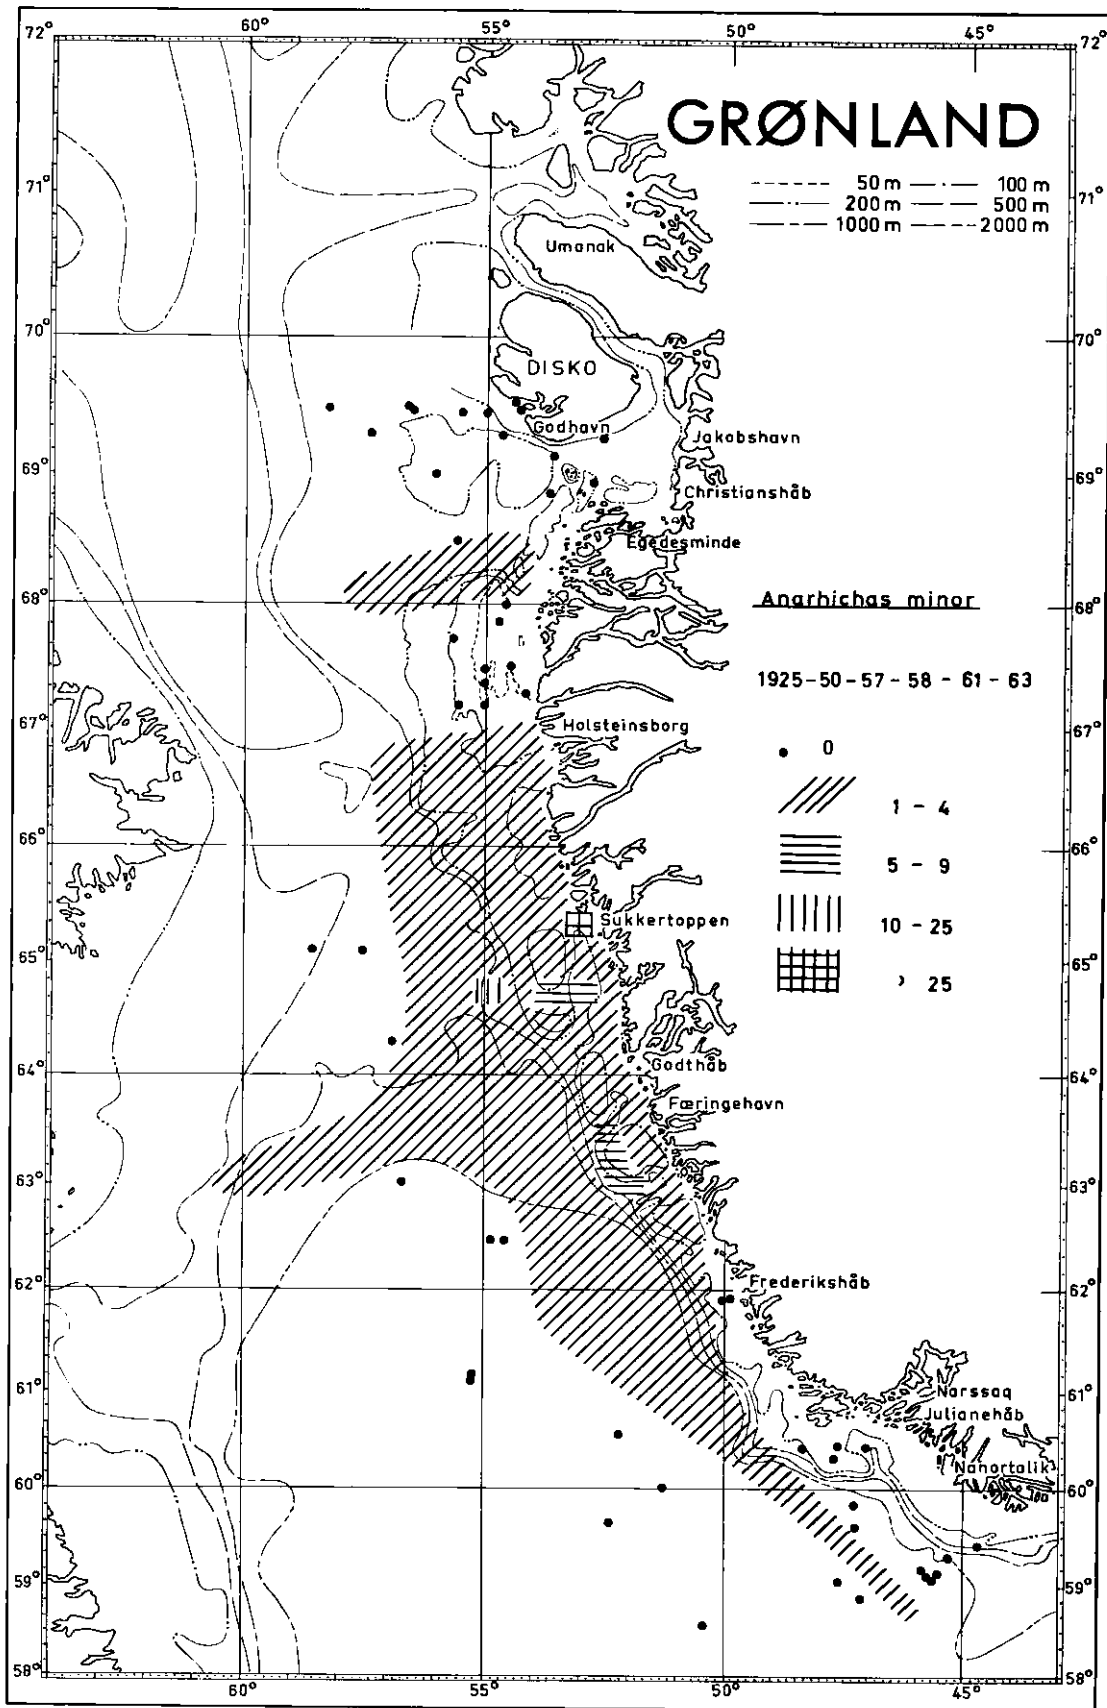 60° 55° 50° 45°
72° 72°
GRØNLAND
50 m 100 m
200 m 500 m
1000 m 2000 m
71° 71°
Umanak
70° 70°
DISKO
Godhavn
Jakobshavn
69° 69°
Christianshåb
Egedesminde
68° 68°
Anarhichas minor
1925-50-57-58-61-63
67° 67°
Holsteinsborg
0
1 - 4
66° 66°
5 - 9
Sukkertoppen
10 - 25
65° 65°
> 25
Godthåb
64° 64°
Færingehavn
63° 63°
Frederikshåb
62° 62°
61° 61°
Narssaq
Julianehåb
Nanortalik
60° 60°
59° 59°
58° 58°
60° 55° 50° 45°